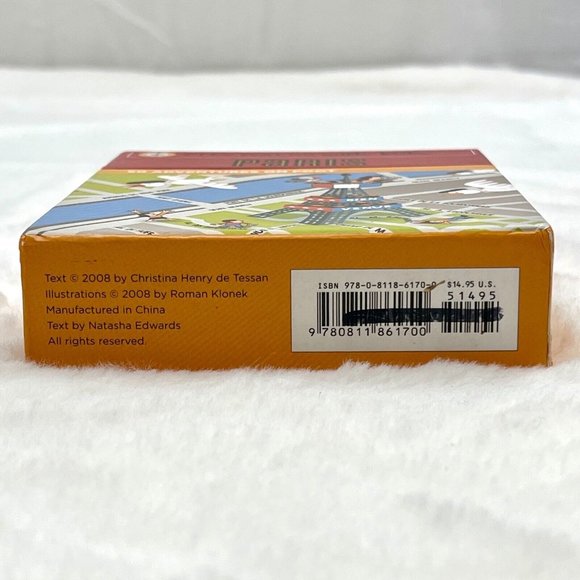 PARIS
Text © 2008 by Christina Henry de Tessan
Illustrations © 2008 by Roman Klonek
Manufactured in China
Text by Natasha Edwards
All rights reserved.
ISBN 978-0-8118-6170-0
$14.95 U.S.
51495
9 780811 861700